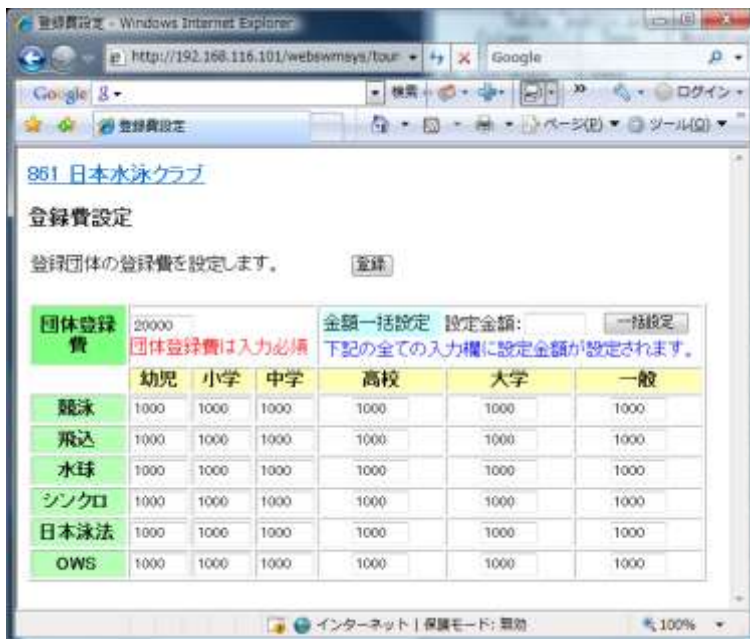 登録費設定 - Windows Internet Explorer
http://192.168.116.101/webswmsys/tour
Google
Google
検索
ログイン
登録費設定
ページ(P)
ツール(O)
861 日本水泳クラブ
登録費設定
登録団体の登録費を設定します。 登録
団体登録費 20000 金額一括設定 設定金額: 一括設定
団体登録費は入力必須 下記の全ての入力欄に設定金額が設定されます。
幼児 小学 中学 高校 大学 一般
競泳 1000 1000 1000 1000 1000 1000
飛込 1000 1000 1000 1000 1000 1000
水球 1000 1000 1000 1000 1000 1000
シンクロ 1000 1000 1000 1000 1000 1000
日本泳法 1000 1000 1000 1000 1000 1000
OWS 1000 1000 1000 1000 1000 1000
インターネット | 保護モード: 無効 100%